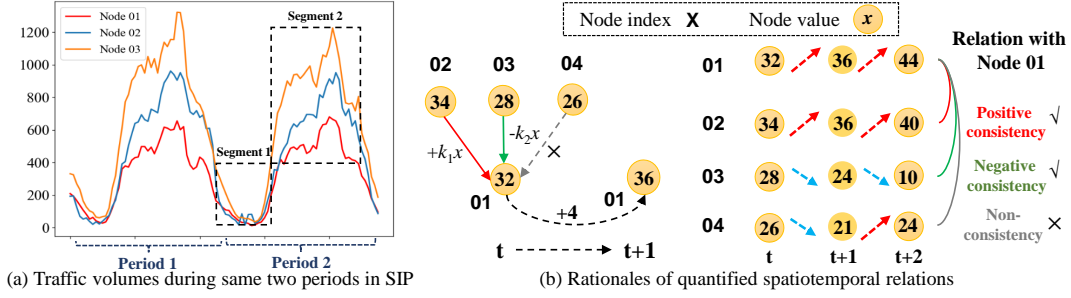 Node 01
Node 02
Node 03
Segment 2
Segment 1
1200
1000
800
600
400
200
0
Period 1
Period 2
(a) Traffic volumes during same two periods in SIP
Node index X Node value x
02 03 04
34 28 26
+k₁x -k₂x ×
32 36
01 01
+4
t t+1
01 32 36 44
02 34 36 40
03 28 24 10
04 26 21 24
t t+1 t+2
Relation with
Node 01
Positive
consistency √
Negative
consistency √
Non-
consistency ×
(b) Rationales of quantified spatiotemporal relations